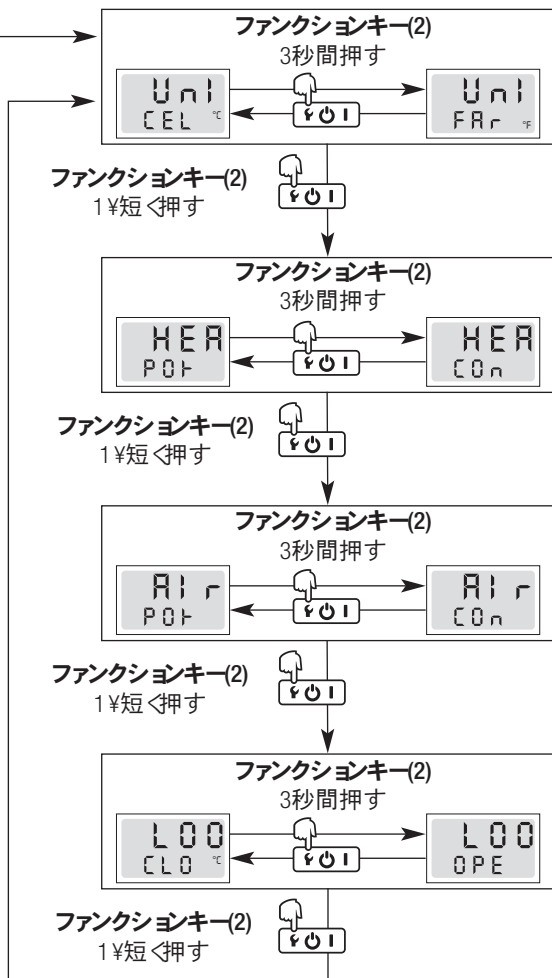 ファンクションキー(2)
3秒間押す
Un1 Un1
CEL °C FAr °F
ファンクションキー(2)
1¥短く押す
ファンクションキー(2)
3秒間押す
HEA HEA
POt COn
ファンクションキー(2)
1¥短く押す
ファンクションキー(2)
3秒間押す
AIr AIr
POt COn
ファンクションキー(2)
1¥短く押す
ファンクションキー(2)
3秒間押す
LOO LOO
CLO °C OPE
ファンクションキー(2)
1¥短く押す